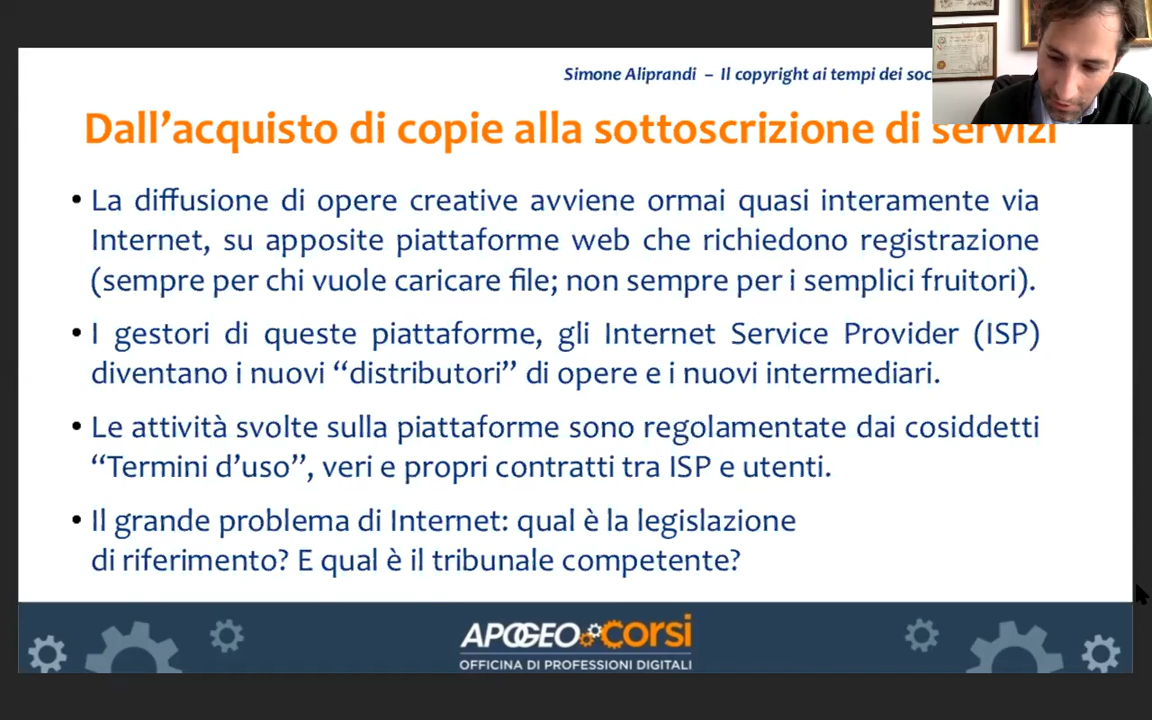 Simone Aliprandi – Il copyright ai tempi dei soc
Dall’acquisto di copie alla sottoscrizione di servizi
• La diffusione di opere creative avviene ormai quasi interamente via
Internet, su apposite piattaforme web che richiedono registrazione
(sempre per chi vuole caricare file; non sempre per i semplici fruitori).
• I gestori di queste piattaforme, gli Internet Service Provider (ISP)
diventano i nuovi “distributori” di opere e i nuovi intermediari.
• Le attività svolte sulla piattaforme sono regolamentate dai cosiddetti
“Termini d’uso”, veri e propri contratti tra ISP e utenti.
• Il grande problema di Internet: qual è la legislazione
di riferimento? E qual è il tribunale competente?
APOGEO CORSI
OFFICINA DI PROFESSIONI DIGITALI